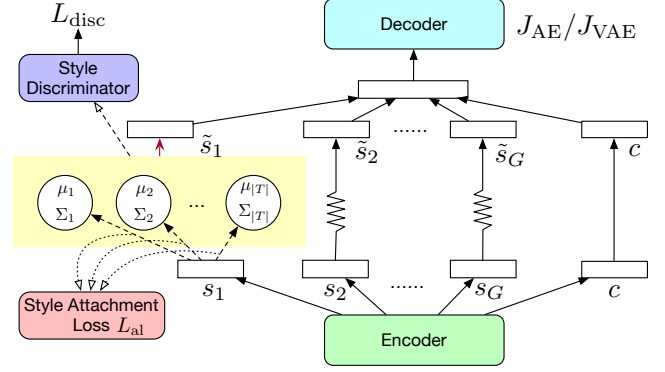 L_disc
Decoder
J_AE/J_VAE
Style
Discriminator
s̃_1
s̃_2
......
s̃_G
c
μ_1
Σ_1
μ_2
Σ_2
...
μ_|T|
Σ_|T|
s_1
s_2
......
s_G
c
Style Attachment
Loss L_al
Encoder